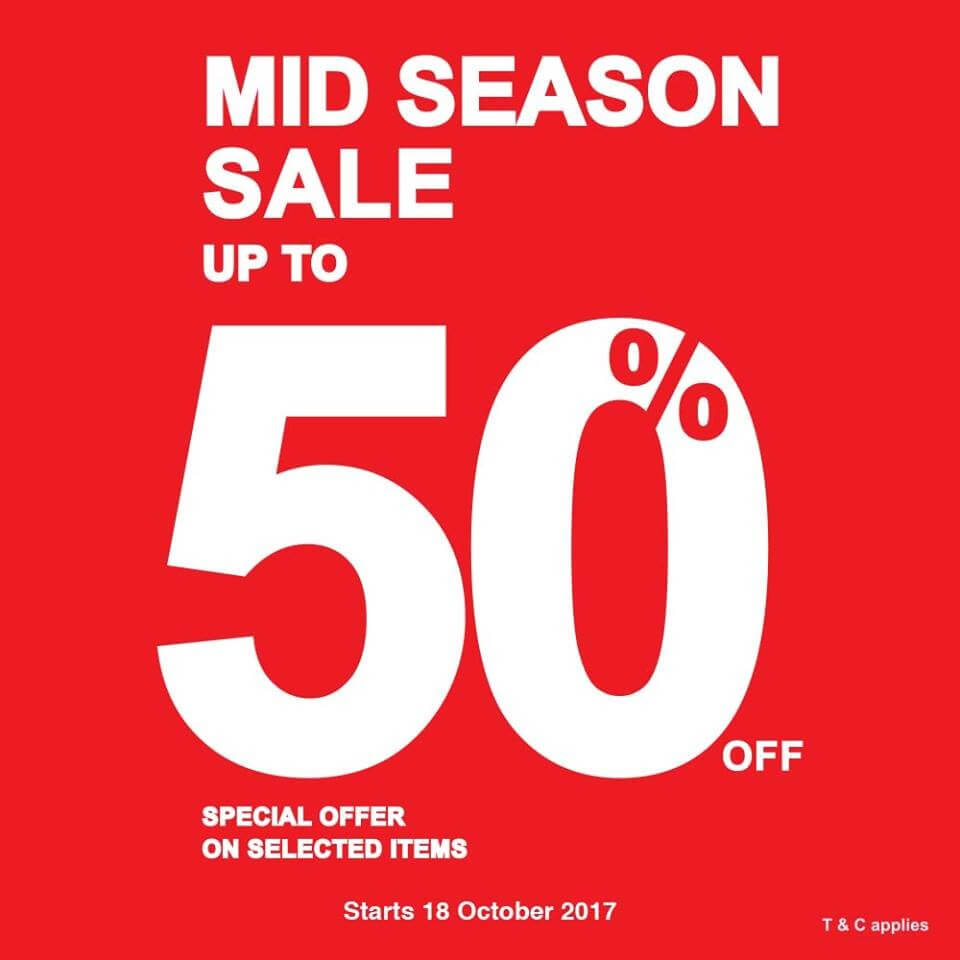 MID SEASON
SALE
UP TO
50%
OFF
SPECIAL OFFER
ON SELECTED ITEMS
Starts 18 October 2017
T & C applies